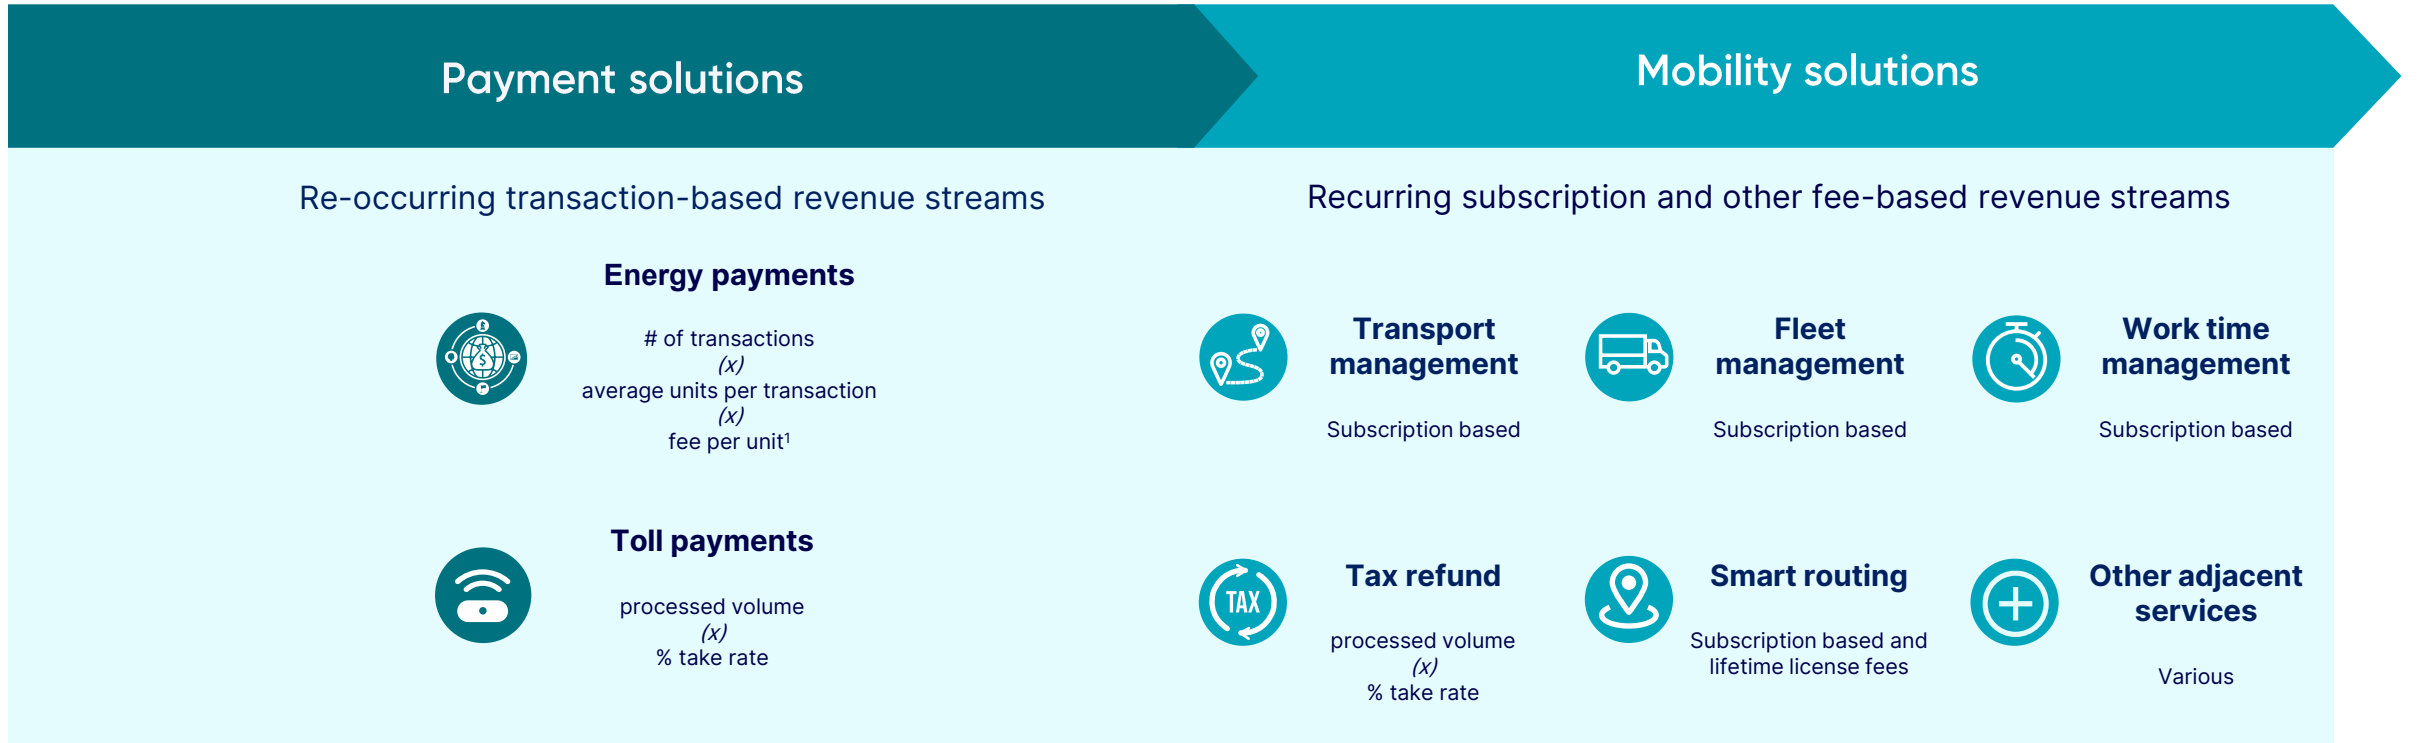 Payment solutions
Mobility solutions
Re-occurring transaction-based revenue streams
Energy payments
# of transactions
(x)
average units per transaction
(x)
fee per unit¹
Toll payments
processed volume
(x)
% take rate
Recurring subscription and other fee-based revenue streams
Transport
management
Subscription based
Fleet
management
Subscription based
Work time
management
Subscription based
TAX
Tax refund
processed volume
(x)
% take rate
Smart routing
Subscription based and
lifetime license fees
Other adjacent
services
Various